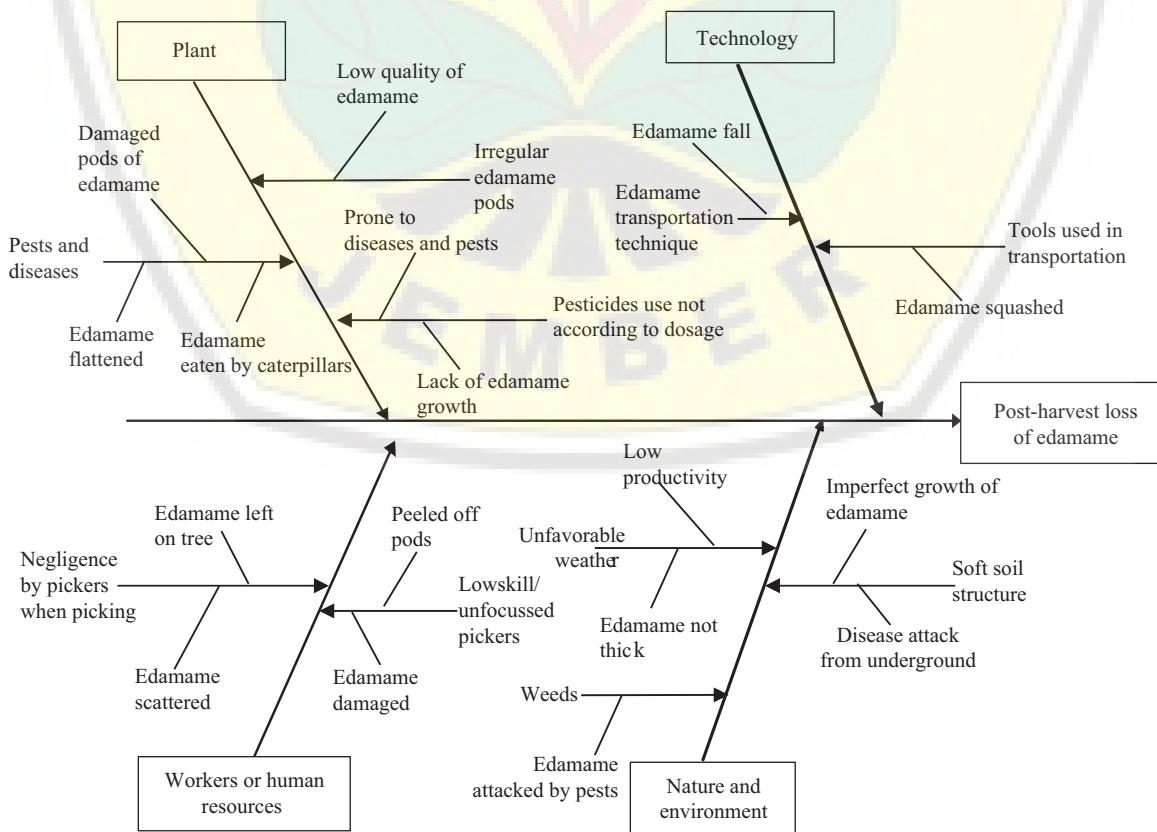 Plant
Technology
Low quality of
edamame
Damaged
pods of
edamame
Irregular
edamame
pods
Edamame fall
Edamame
transportation
technique
Prone to
diseases and pests
Pests and
diseases
Tools used in
transportation
Edamame squashed
Pesticides use not
according to dosage
Edamame
flattened
Edamame
eaten by caterpillars
Lack of edamame
growth
JEMBER
Post-harvest loss
of edamame
Low
productivity
Imperfect growth of
edamame
Edamame left
on tree
Peeled off
pods
Unfavorable
weather
Negligence
by pickers
when picking
Lowskill/
unfocussed
pickers
Soft soil
structure
Edamame not
thick
Disease attack
from underground
Edamame
scattered
Edamame
damaged
Weeds
Edamame
attacked by pests
Workers or human
resources
Nature and
environment